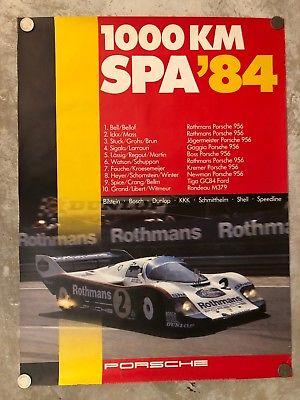 1000 KM
SPA '84
1. Bell/Bellof Rothmans Porsche 956
2. Ickx/Mass Rothmans Porsche 956
3. Stuck/Grohs/Brun Jägermeister Porsche 956
4. Sigala/Larrauri Gaggia Porsche 956
5. Lässig/Regout/Martin Boss Porsche 956
6. Watson/Schuppan Rothmans Porsche 956
7. Fouché/Kroesemeijer Kremer Porsche 956
8. Heyer/Schornstein/Winter Newman Porsche 956
9. Spice/Crang/Bellm Tiga GC84 Ford
10. Grand/Libert/Witmeur Rondeau M379
Bilstein · Bosch · Dunlop · KKK · Schmitthelm · Shell · Speedline
Rothmans
Rothmans
Rothmans
2
Rothmans
DUNLOP
PORSCHE